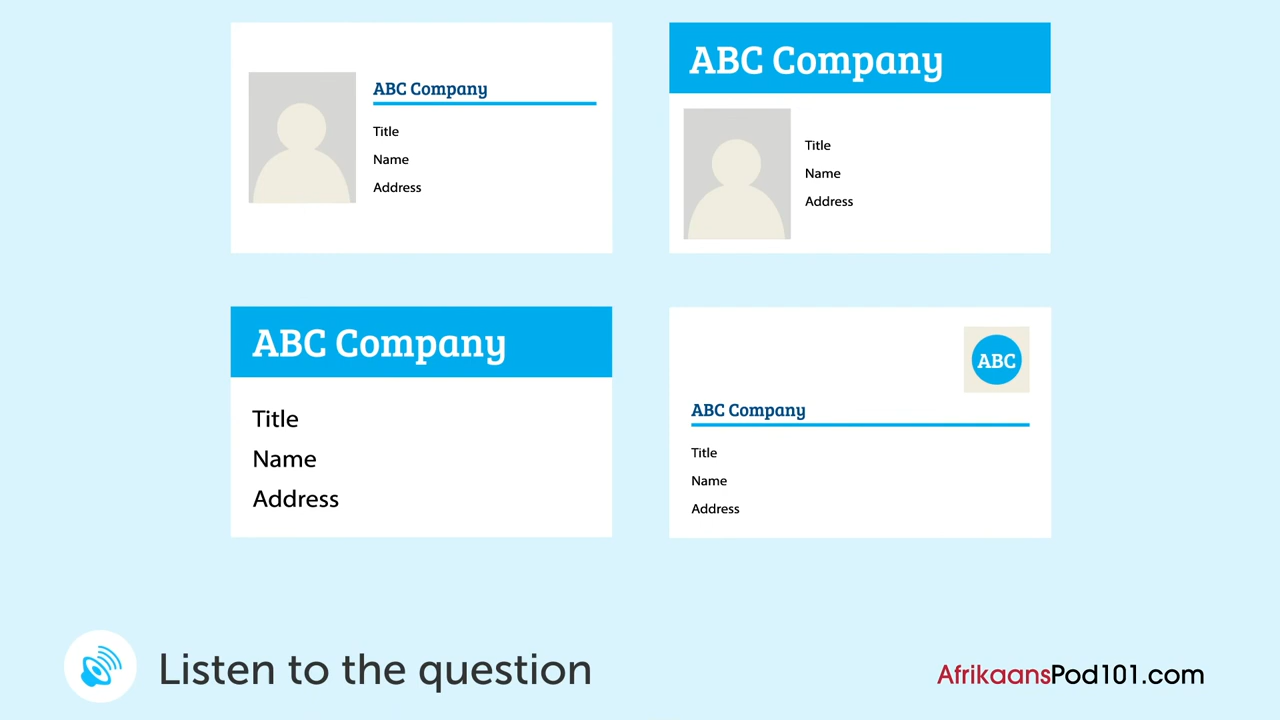 ABC Company
Title
Name
Address
ABC Company
Title
Name
Address
ABC Company
Title
Name
Address
ABC
ABC Company
Title
Name
Address
Listen to the question
AfrikaansPod101.com